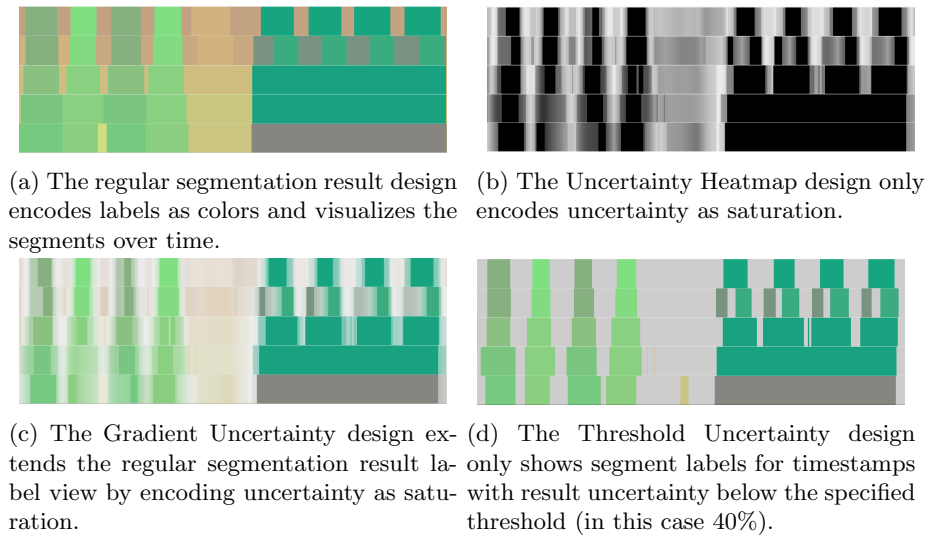 (a) The regular segmentation result design
encodes labels as colors and visualizes the
segments over time.
(b) The Uncertainty Heatmap design only
encodes uncertainty as saturation.
(c) The Gradient Uncertainty design ex-
tends the regular segmentation result la-
bel view by encoding uncertainty as satu-
ration.
(d) The Threshold Uncertainty design
only shows segment labels for timestamps
with result uncertainty below the specified
threshold (in this case 40%).